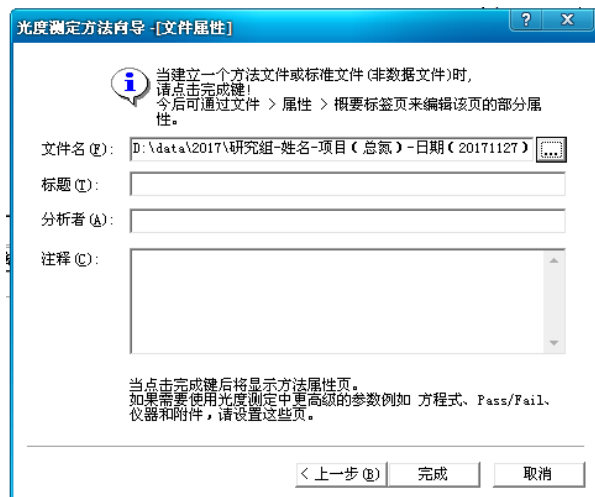 光度测定方法向导 -[文件属性]
当建立一个方法文件或标准文件(非数据文件)时,
请点击完成键!
今后可通过文件 > 属性 > 概要标签页来编辑该页的部分属
性。
文件名(F): D:\data\2017\研究组-姓名-项目(总氮)-日期(20171127) ...
标题(T):
分析者(A):
注释(C):
当点击完成键后将显示方法属性页。
如果需要使用光度测定中更高级的参数例如 方程式、Pass/Fail、
仪器和附件,请设置这些页。
< 上一步(B) 完成 取消